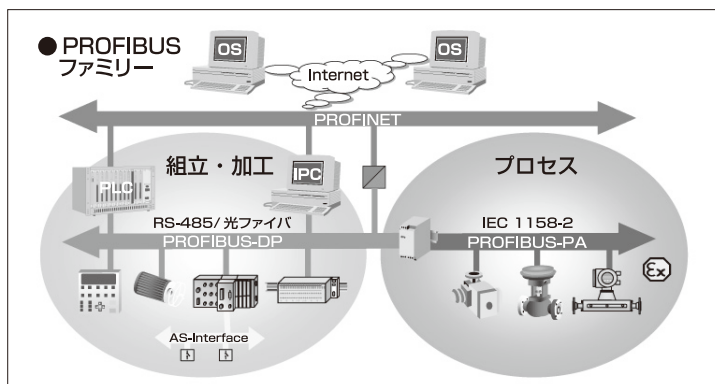 ● PROFIBUS
ファミリー
OS
OS
Internet
PROFINET
組立・加工
プロセス
PLC
IPC
RS-485/光ファイバ
IEC 1158-2
PROFIBUS-DP
PROFIBUS-PA
εx
AS-Interface